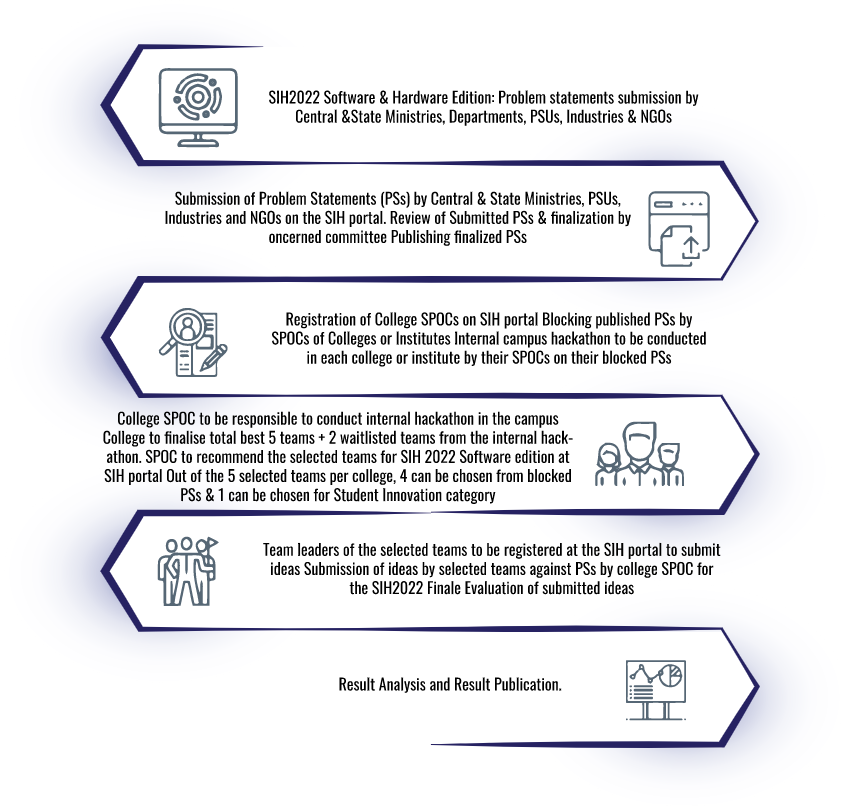 SIH2022 Software & Hardware Edition: Problem statements submission by
Central &State Ministries, Departments, PSUs, Industries & NGOs
Submission of Problem Statements (PSs) by Central & State Ministries, PSUs,
Industries and NGOs on the SIH portal. Review of Submitted PSs & finalization by
oncerned committee Publishing finalized PSs
Registration of College SPOCs on SIH portal Blocking published PSs by
SPOCs of Colleges or Institutes Internal campus hackathon to be conducted
in each college or institute by their SPOCs on their blocked PSs
College SPOC to be responsible to conduct internal hackathon in the campus
College to finalise total best 5 teams + 2 waitlisted teams from the internal hack-
athon. SPOC to recommend the selected teams for SIH 2022 Software edition at
SIH portal Out of the 5 selected teams per college, 4 can be chosen from blocked
PSs & 1 can be chosen for Student Innovation category
Team leaders of the selected teams to be registered at the SIH portal to submit
ideas Submission of ideas by selected teams against PSs by college SPOC for
the SIH2022 Finale Evaluation of submitted ideas
Result Analysis and Result Publication.